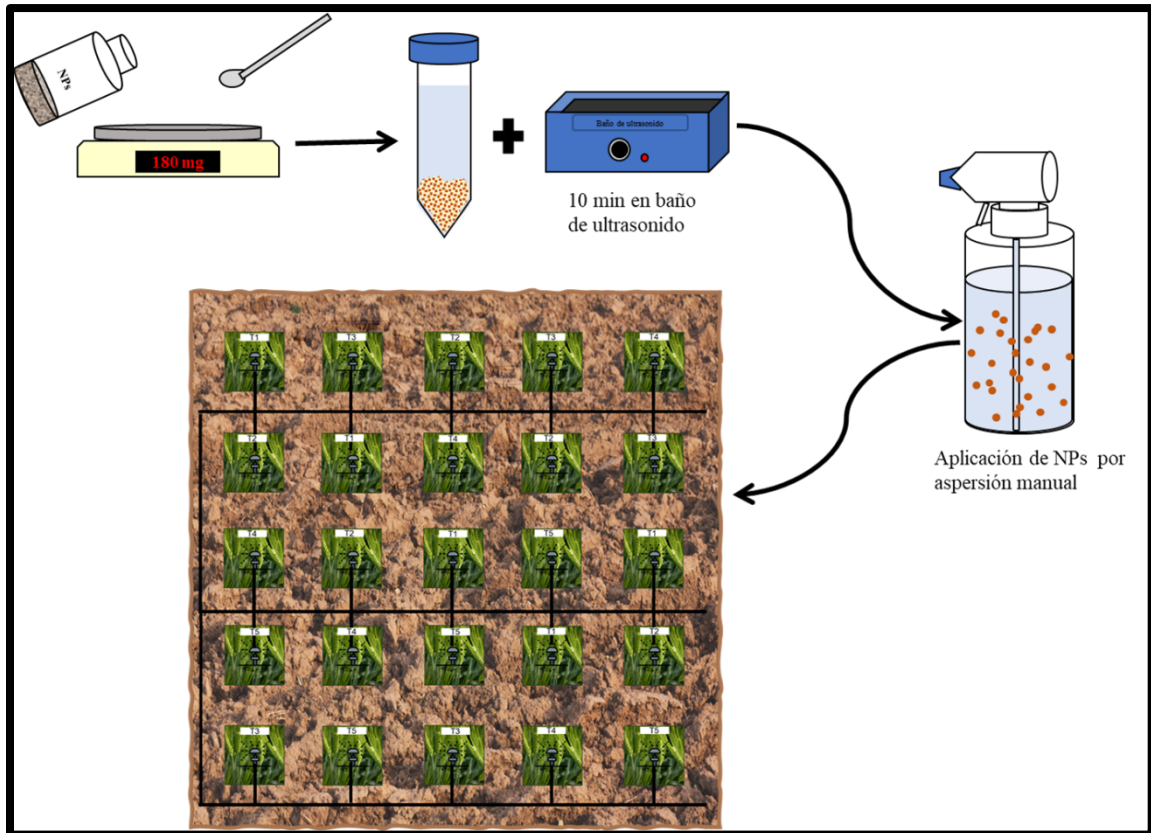 NPs
180 mg
Baño de ultrasonido
10 min en baño
de ultrasonido
Aplicación de NPs por
aspersión manual
T1 T3 T2 T3 T4
T2 T1 T4 T2 T3
T4 T2 T1 T5 T1
T5 T4 T5 T1 T2
T3 T5 T3 T4 T5